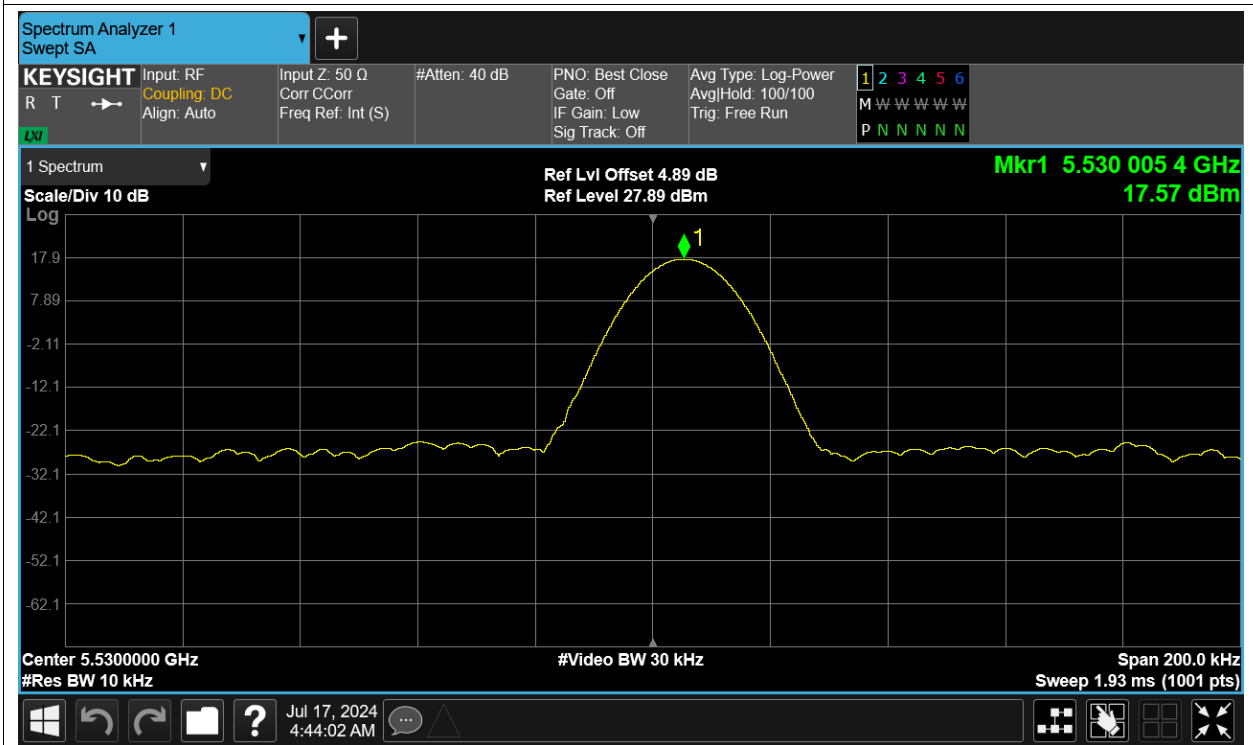 Spectrum Analyzer 1
Swept SA
KEYSIGHT
R T
LXI
Input: RF
Coupling: DC
Align: Auto
Input Z: 50 Ω
Corr CCorr
Freq Ref: Int (S)
#Atten: 40 dB
PNO: Best Close
Gate: Off
IF Gain: Low
Sig Track: Off
Avg Type: Log-Power
Avg|Hold: 100/100
Trig: Free Run
1 2 3 4 5 6
M W W W W W
P N N N N N
1 Spectrum
Scale/Div 10 dB
Log
Ref Lvl Offset 4.89 dB
Ref Level 27.89 dBm
Mkr1 5.530 005 4 GHz
17.57 dBm
1
17.9
7.89
-2.11
-12.1
-22.1
-32.1
-42.1
-52.1
-62.1
Center 5.5300000 GHz
#Res BW 10 kHz
#Video BW 30 kHz
Span 200.0 kHz
Sweep 1.93 ms (1001 pts)
?
Jul 17, 2024
4:44:02 AM